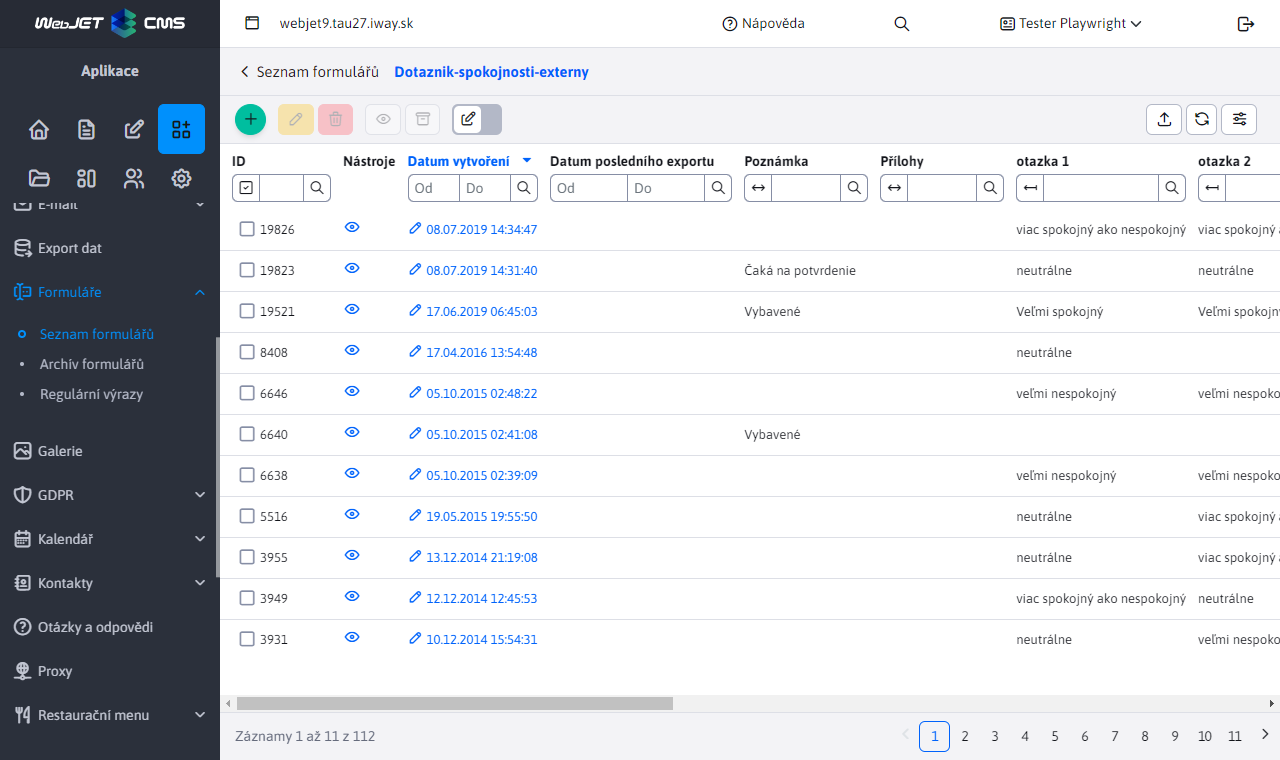 WebJET CMS
webjet9.tau27.iway.sk
Nápověda
Tester Playwright
Aplikace
E-mail
Export dat
Formuláře
Seznam formulářů
Archív formulářů
Regulární výrazy
Galerie
GDPR
Kalendář
Kontakty
Otázky a odpovědi
Proxy
Restaurační menu
Seznam formulářů Dotaznik-spokojnosti-externy
ID Nástroje Datum vytvoření Datum posledního exportu Poznámka Přílohy otazka 1 otazka 2
Od Do Od Do
19826 08.07.2019 14:34:47 viac spokojný ako nespokojný viac spokojný
19823 08.07.2019 14:31:40 Čaká na potvrdenie neutrálne neutrálne
19521 17.06.2019 06:45:03 Vybavené Veľmi spokojný Veľmi
8408 17.04.2016 13:54:48 neutrálne
6646 05.10.2015 02:48:22 veľmi nespokojný veľmi
6640 05.10.2015 02:41:08 Vybavené
6638 05.10.2015 02:39:09 veľmi nespokojný veľmi
5516 19.05.2015 19:55:50 neutrálne viac spokojný
3955 13.12.2014 21:19:08 neutrálne viac spokojný
3949 12.12.2014 12:45:53 viac spokojný ako nespokojný neutrálne
3931 10.12.2014 15:54:31 neutrálne veľmi
Záznamy 1 až 11 z 112
1 2 3 4 5 6 7 8 9 10 11